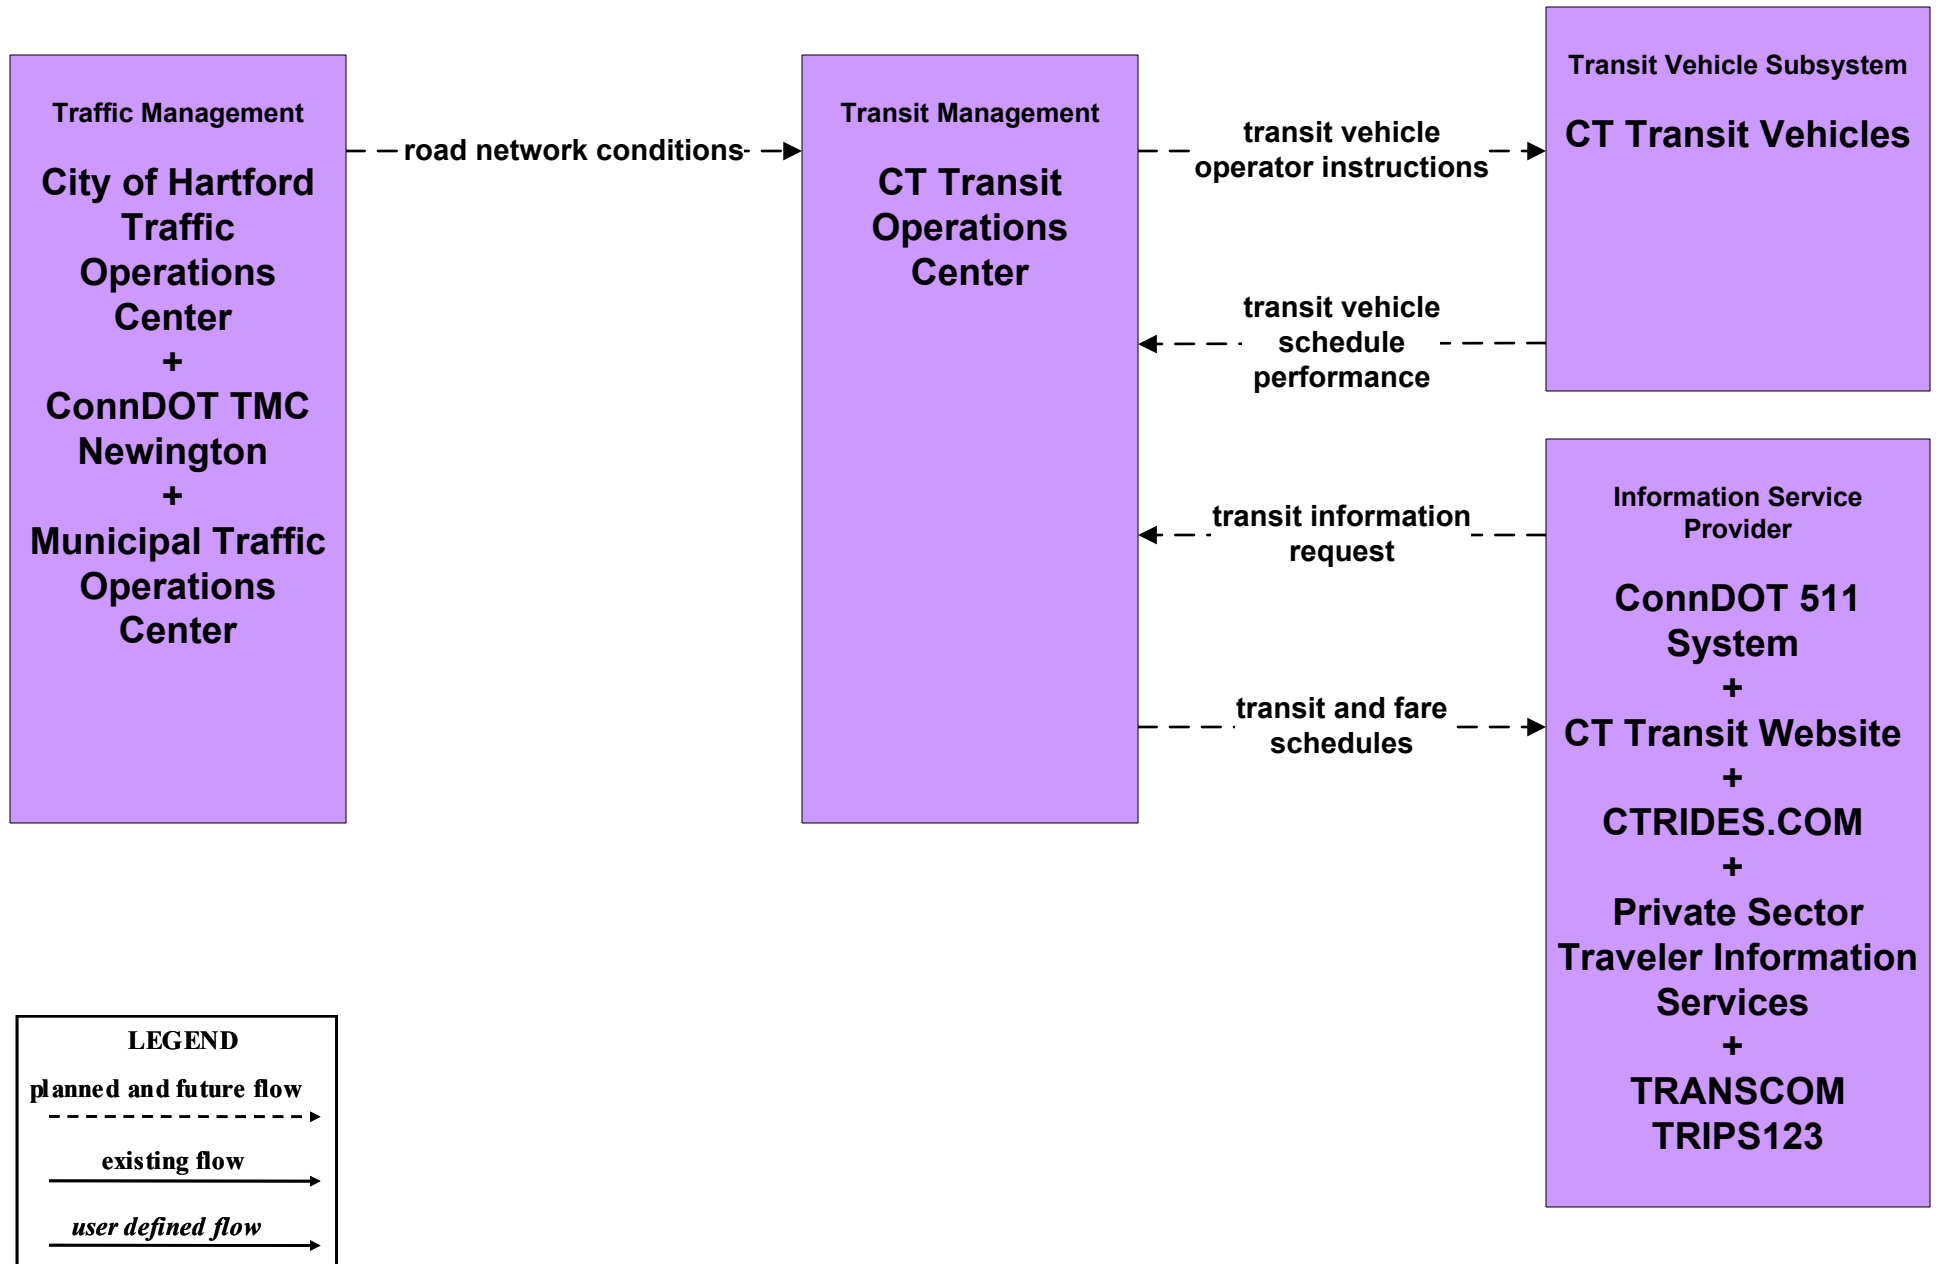 Traffic Management
City of Hartford
Traffic
Operations
Center
+
ConnDOT TMC
Newington
+
Municipal Traffic
Operations
Center
road network conditions
Transit Management
CT Transit
Operations
Center
transit vehicle
operator instructions
transit vehicle
schedule
performance
transit information
request
transit and fare
schedules
Transit Vehicle Subsystem
CT Transit Vehicles
Information Service
Provider
ConnDOT 511
System
+
CT Transit Website
+
CTRIDES.COM
+
Private Sector
Traveler Information
Services
+
TRANSCOM
TRIPS123
LEGEND
planned and future flow
existing flow
user defined flow